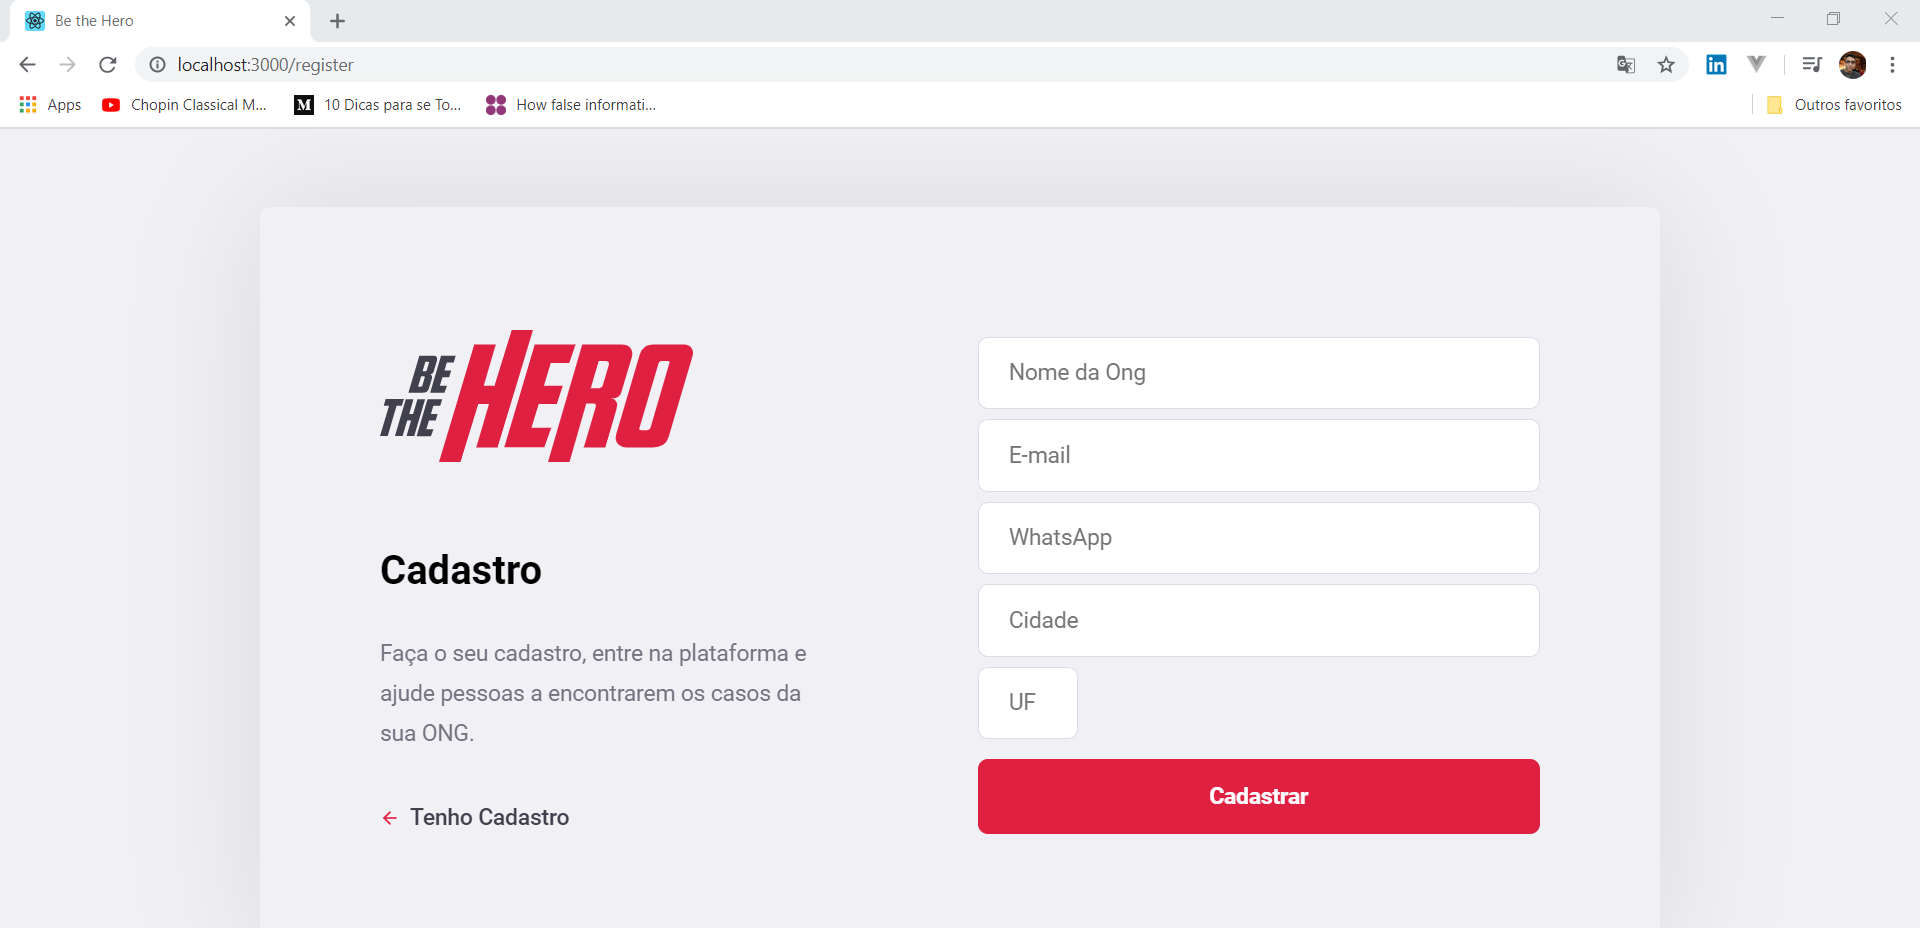 Be the Hero
localhost:3000/register
Apps
Chopin Classical M...
10 Dicas para se To...
How false informati...
Outros favoritos
BE
THE
HERO
Cadastro
Faça o seu cadastro, entre na plataforma e
ajude pessoas a encontrarem os casos da
sua ONG.
Tenho Cadastro
Nome da Ong
E-mail
WhatsApp
Cidade
UF
Cadastrar